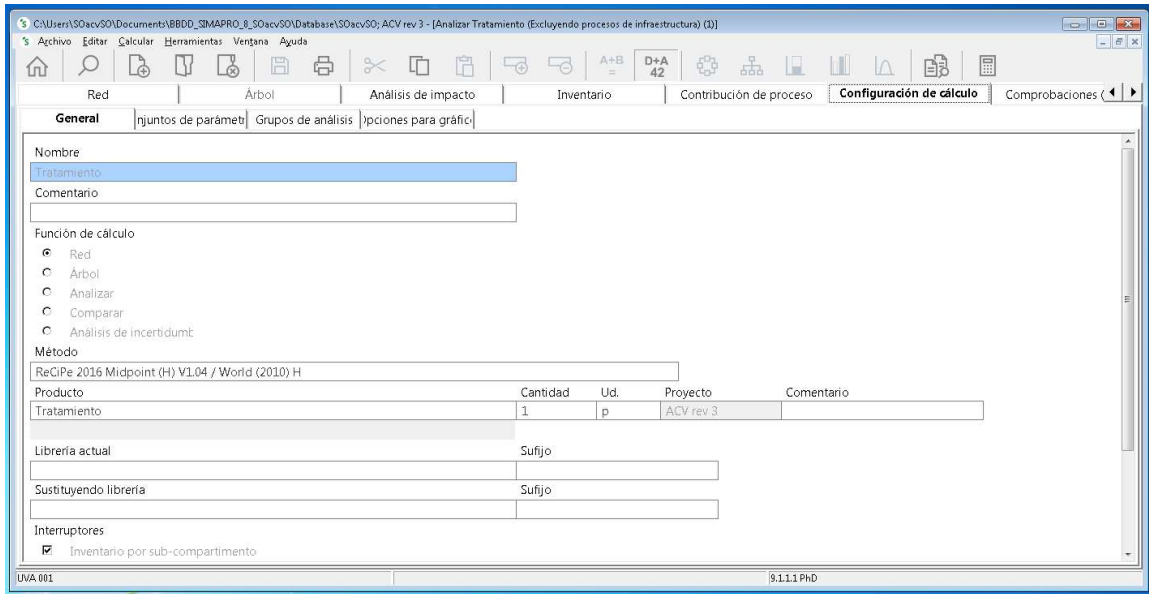 C:\Users\SOacvSO\Documents\BBDD_SIMAPRO_8_SOacvSO\Database\SOacvSO; ACV rev 3 - [Analizar Tratamiento (Excluyendo procesos de infraestructura) (1)]
Archivo Editar Calcular Herramientas Ventana Ayuda
A+B
=
D+A
42
Red Árbol Análisis de impacto Inventario Contribución de proceso Configuración de cálculo Comprobaciones (
General njuntos de parámetr Grupos de análisis pciones para gráfico
Nombre
Tratamiento
Comentario
Función de cálculo
Red
Árbol
Analizar
Comparar
Análisis de incertidumb
Método
ReCiPe 2016 Midpoint (H) V1.04 / World (2010) H
Producto Cantidad Ud. Proyecto Comentario
Tratamiento 1 p ACV rev 3
Librería actual Sufijo
Sustituyendo librería Sufijo
Interruptores
Inventario por sub-compartimento
UVA 001 9.1.1.1 PhD